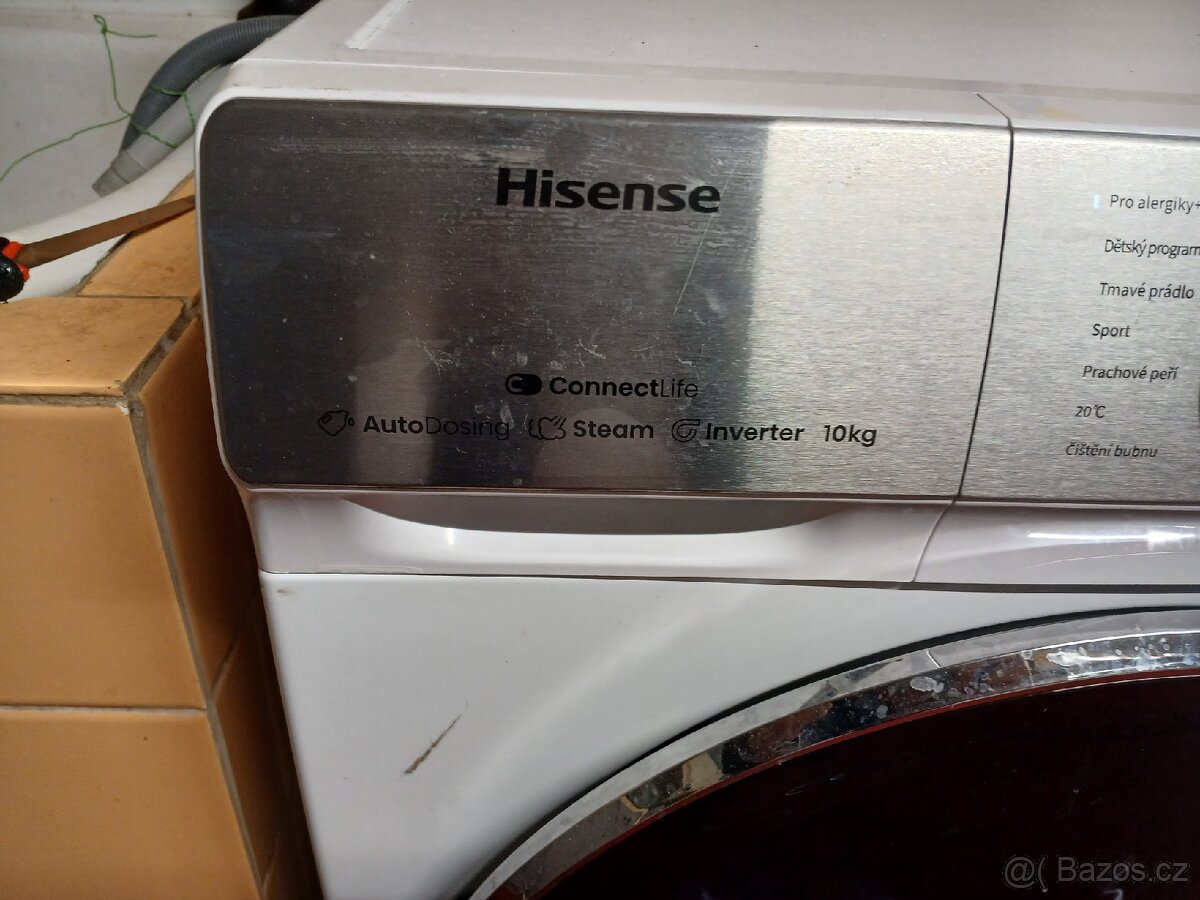 Hisense
ConnectLife
AutoDosing Steam Inverter 10kg
Pro alergiky+
Dětský program
Tmavé prádlo
Sport
Prachové peří
20℃
Čištění bubnu
@( Bazos.cz